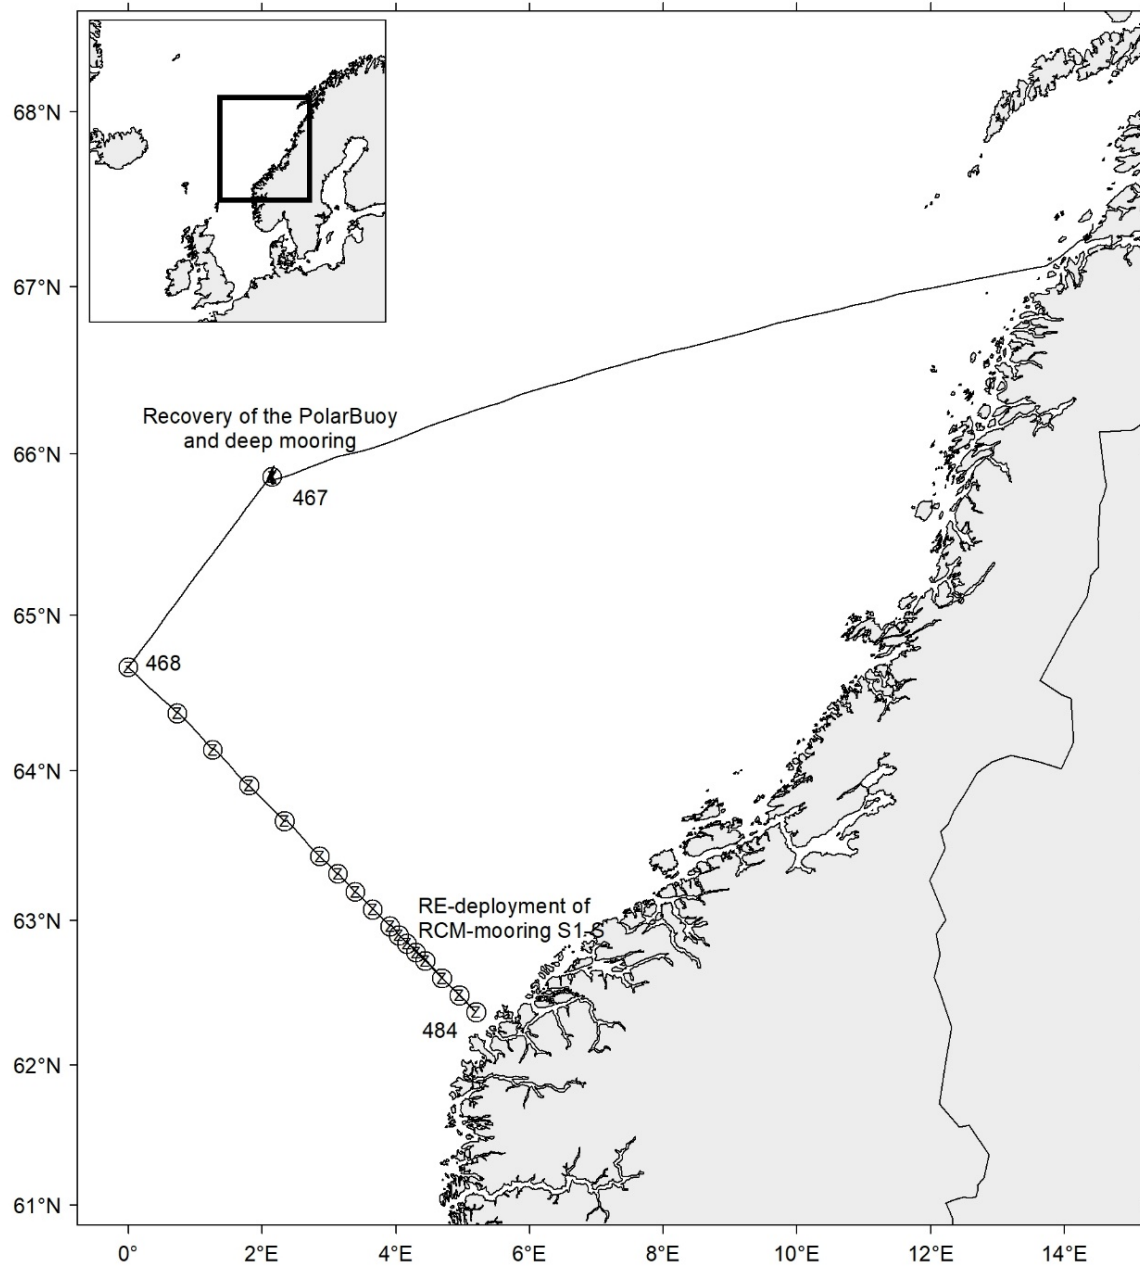 68°N
67°N
Recovery of the PolarBuoy
and deep mooring
66°N
467
65°N
468
Z
Z
Z
64°N
Z
Z
Z
Z
Z
Z
RE-deployment of
63°N
Z
RCM-mooring S1-S
Z
Z
Z
Z
Z
Z
Z
484
62°N
61°N
0°
2°E
4°E
6°E
8°E
10°E
12°E
14°E